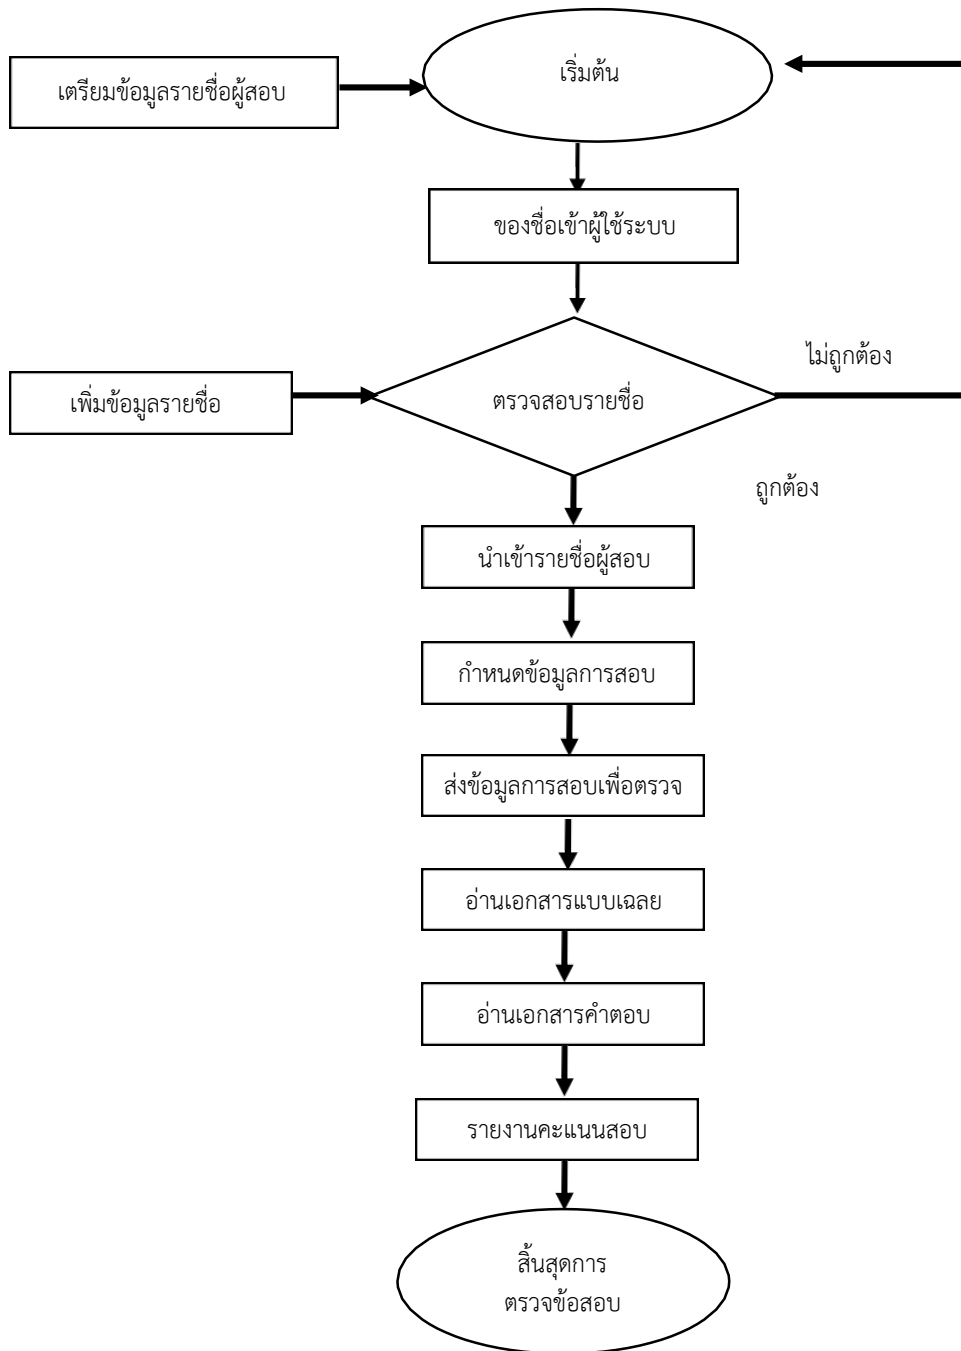 เริ่มต้น
เตรียมข้อมูลรายชื่อผู้สอบ
ของชื่อเข้าผู้ใช้ระบบ
ไม่ถูกต้อง
เพิ่มข้อมูลรายชื่อ
ตรวจสอบรายชื่อ
ถูกต้อง
นำเข้ารายชื่อผู้สอบ
กำหนดข้อมูลการสอบ
ส่งข้อมูลการสอบเพื่อตรวจ
อ่านเอกสารแบบเฉลย
อ่านเอกสารคำตอบ
รายงานคะแนนสอบ
สิ้นสุดการ
ตรวจข้อสอบ